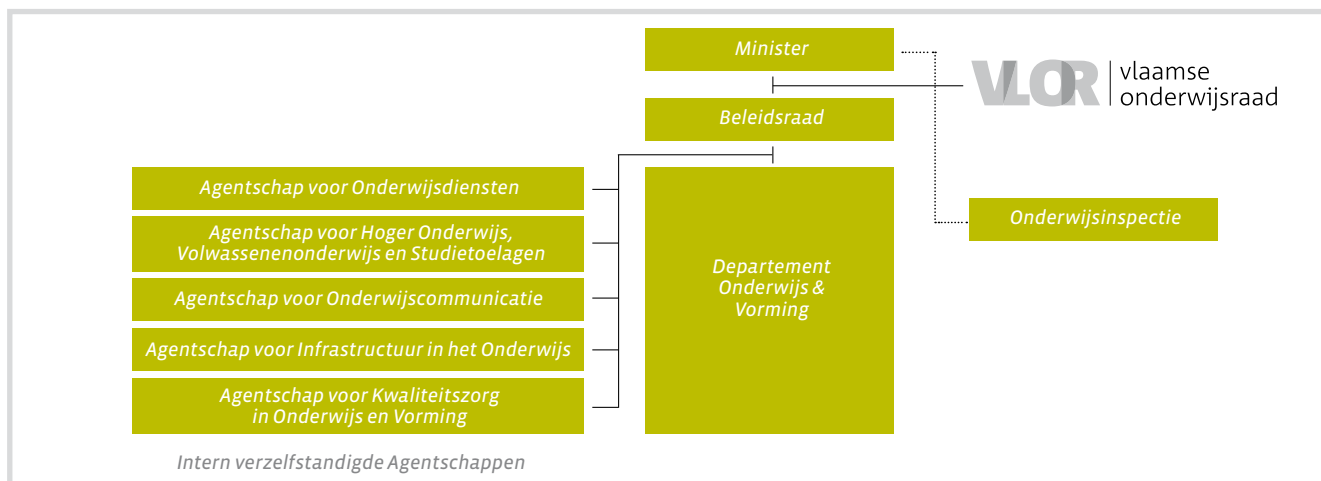 Minister
VLOR
vlaamse
onderwijsraad
Beleidsraad
Agentschap voor Onderwijsdiensten
Agentschap voor Hoger Onderwijs,
Volwassenenonderwijs en Studietoelagen
Agentschap voor Onderwijscommunicatie
Agentschap voor Infrastructuur in het Onderwijs
Agentschap voor Kwaliteitszorg
in Onderwijs en Vorming
Intern verzelfstandigde Agentschappen
Departement
Onderwijs &
Vorming
Onderwijsinspectie